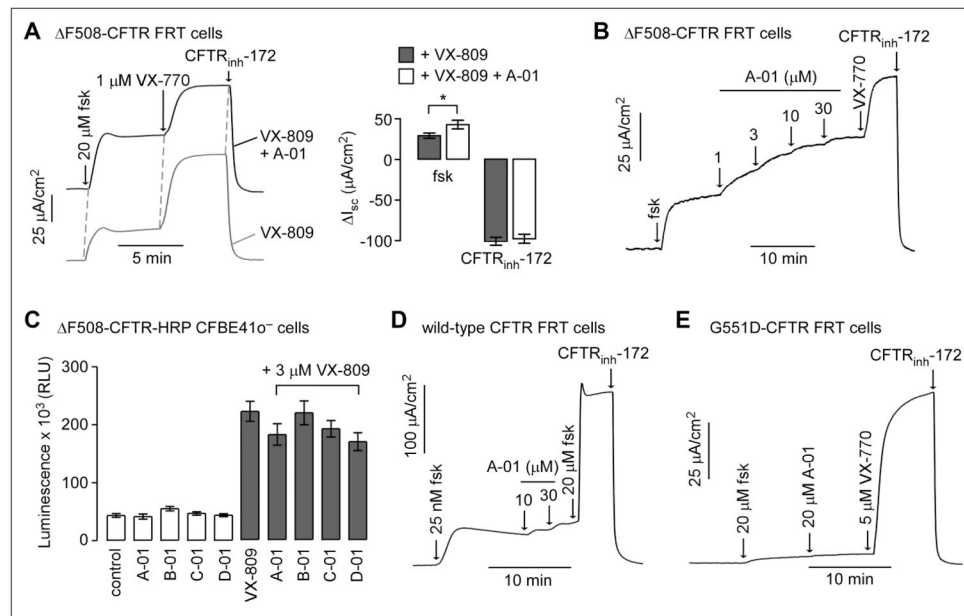 A ΔF508-CFTR FRT cells
CFTRinh-172
1 μM VX-770
20 μM fsk
VX-809
+ A-01
VX-809
25 μA/cm2
5 min
+ VX-809
+ VX-809 + A-01
*
50
0
-50
-100
ΔIsc (μA/cm2)
fsk
CFTRinh-172
B ΔF508-CFTR FRT cells
CFTRinh-172
A-01 (μM)
VX-770
30
10
3
1
fsk
25 μA/cm2
10 min
C ΔF508-CFTR-HRP CFBE41o– cells
+ 3 μM VX-809
300
200
100
0
Luminescence x 103 (RLU)
control
A-01
B-01
C-01
D-01
VX-809
A-01
B-01
C-01
D-01
D wild-type CFTR FRT cells
CFTRinh-172
100 μA/cm2
A-01 (μM)
10
30
20 μM fsk
25 nM fsk
10 min
E G551D-CFTR FRT cells
CFTRinh-172
25 μA/cm2
20 μM fsk
20 μM A-01
5 μM VX-770
10 min